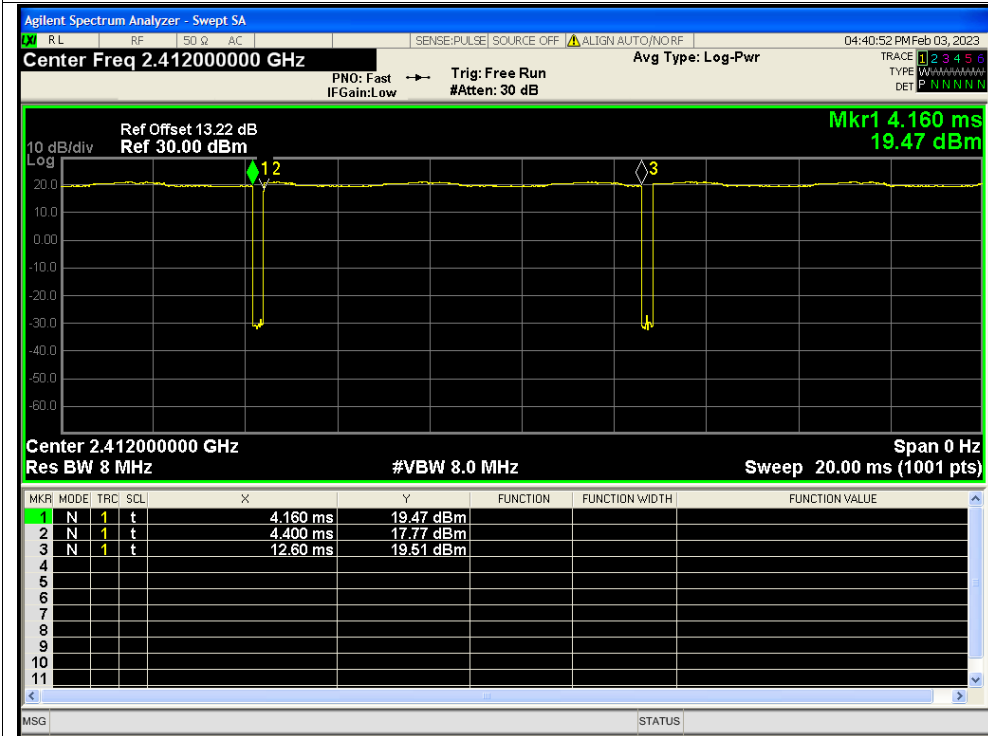 Agilent Spectrum Analyzer - Swept SA
LXI RL RF 50 Ω AC SENSE:PULSE SOURCE OFF ALIGN AUTO/NO RF 04:40:52 PM Feb 03, 2023
Center Freq 2.412000000 GHz Avg Type: Log-Pwr TRACE 1 2 3 4 5 6
PNO: Fast Trig: Free Run TYPE WWWWWW
IFGain:Low #Atten: 30 dB DET P N N N N N
Mkr1 4.160 ms
Ref Offset 13.22 dB
10 dB/div Ref 30.00 dBm 19.47 dBm
Log
1 2 3
20.0
10.0
0.00
-10.0
-20.0
-30.0
-40.0
-50.0
-60.0
Center 2.412000000 GHz Span 0 Hz
Res BW 8 MHz #VBW 8.0 MHz Sweep 20.00 ms (1001 pts)
MKR MODE TRC SCL X Y FUNCTION FUNCTION WIDTH FUNCTION VALUE
1 N 1 t 4.160 ms 19.47 dBm
2 N 1 t 4.400 ms 17.77 dBm
3 N 1 t 12.60 ms 19.51 dBm
4
5
6
7
8
9
10
11
MSG STATUS